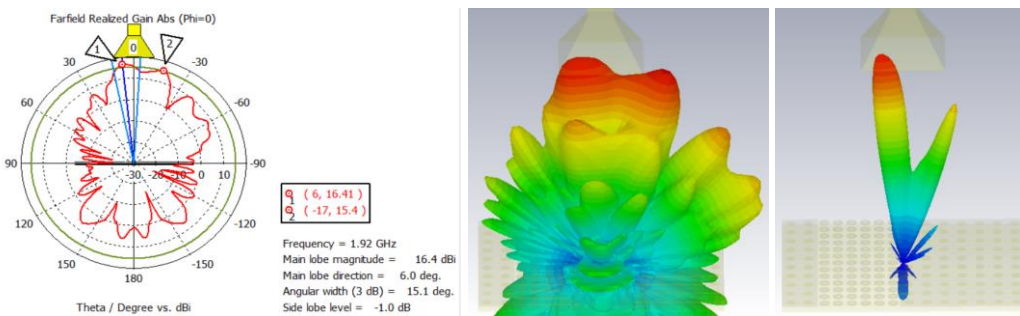 Farfield Realized Gain Abs (Phi=0)
1
0
2
30
-30
60
-60
90
-30
-20
-10
0
10
-90
120
-120
150
-150
180
Theta / Degree vs. dBi
1 ( 6, 16.41 )
2 ( -17, 15.4 )
Frequency = 1.92 GHz
Main lobe magnitude = 16.4 dBi
Main lobe direction = 6.0 deg.
Angular width (3 dB) = 15.1 deg.
Side lobe level = -1.0 dB